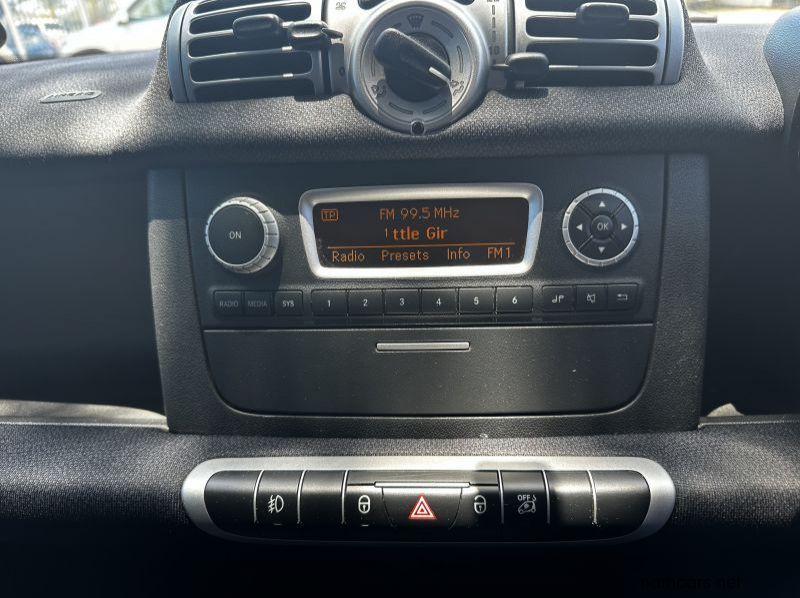 TP FM 99.5 MHz
1 ttle Gir
Radio Presets Info FM1
ON
OK
RADIO MEDIA SYS 1 2 3 4 5 6
OFF